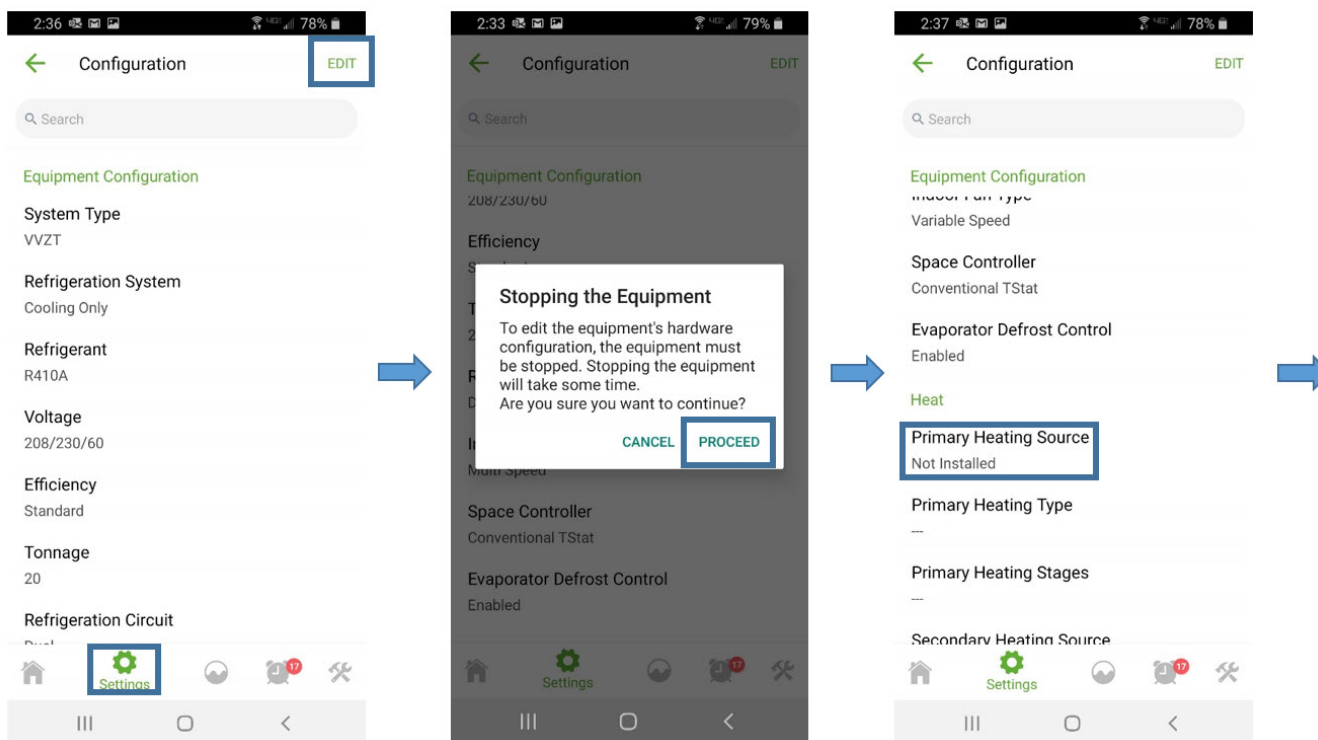 2:36
78%
Configuration
EDIT
Search
Equipment Configuration
System Type
VVZT
Refrigeration System
Cooling Only
Refrigerant
R410A
Voltage
208/230/60
Efficiency
Standard
Tonnage
20
Refrigeration Circuit
Dual
17
Settings
2:33
79%
Configuration
EDIT
Search
Equipment Configuration
208/230/60
Efficiency
Stopping the Equipment
To edit the equipment's hardware
configuration, the equipment must
be stopped. Stopping the equipment
will take some time.
Are you sure you want to continue?
CANCEL PROCEED
Multi Speed
Space Controller
Conventional TStat
Evaporator Defrost Control
Enabled
17
Settings
2:37
78%
Configuration
EDIT
Search
Equipment Configuration
Indoor Fan Type
Variable Speed
Space Controller
Conventional TStat
Evaporator Defrost Control
Enabled
Heat
Primary Heating Source
Not Installed
Primary Heating Type
---
Primary Heating Stages
---
Secondary Heating Source
17
Settings